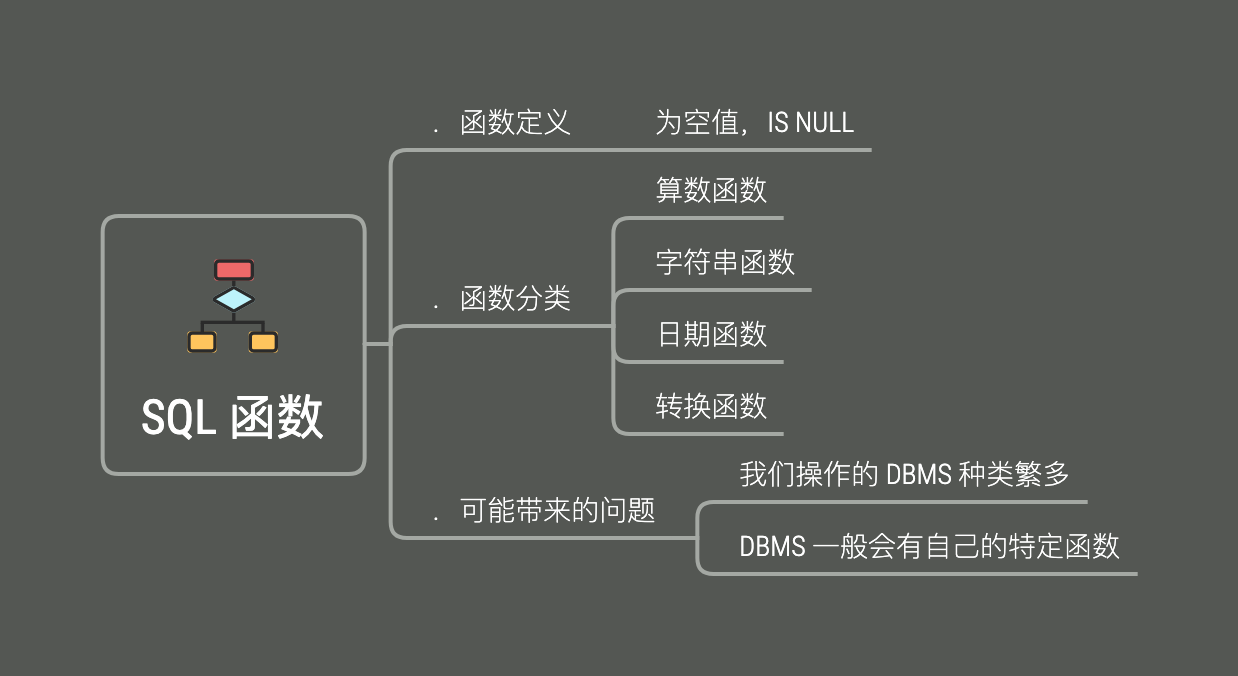 . 函数定义
为空值，IS NULL
算数函数
字符串函数
. 函数分类
日期函数
转换函数
SQL 函数
我们操作的 DBMS 种类繁多
. 可能带来的问题
DBMS 一般会有自己的特定函数